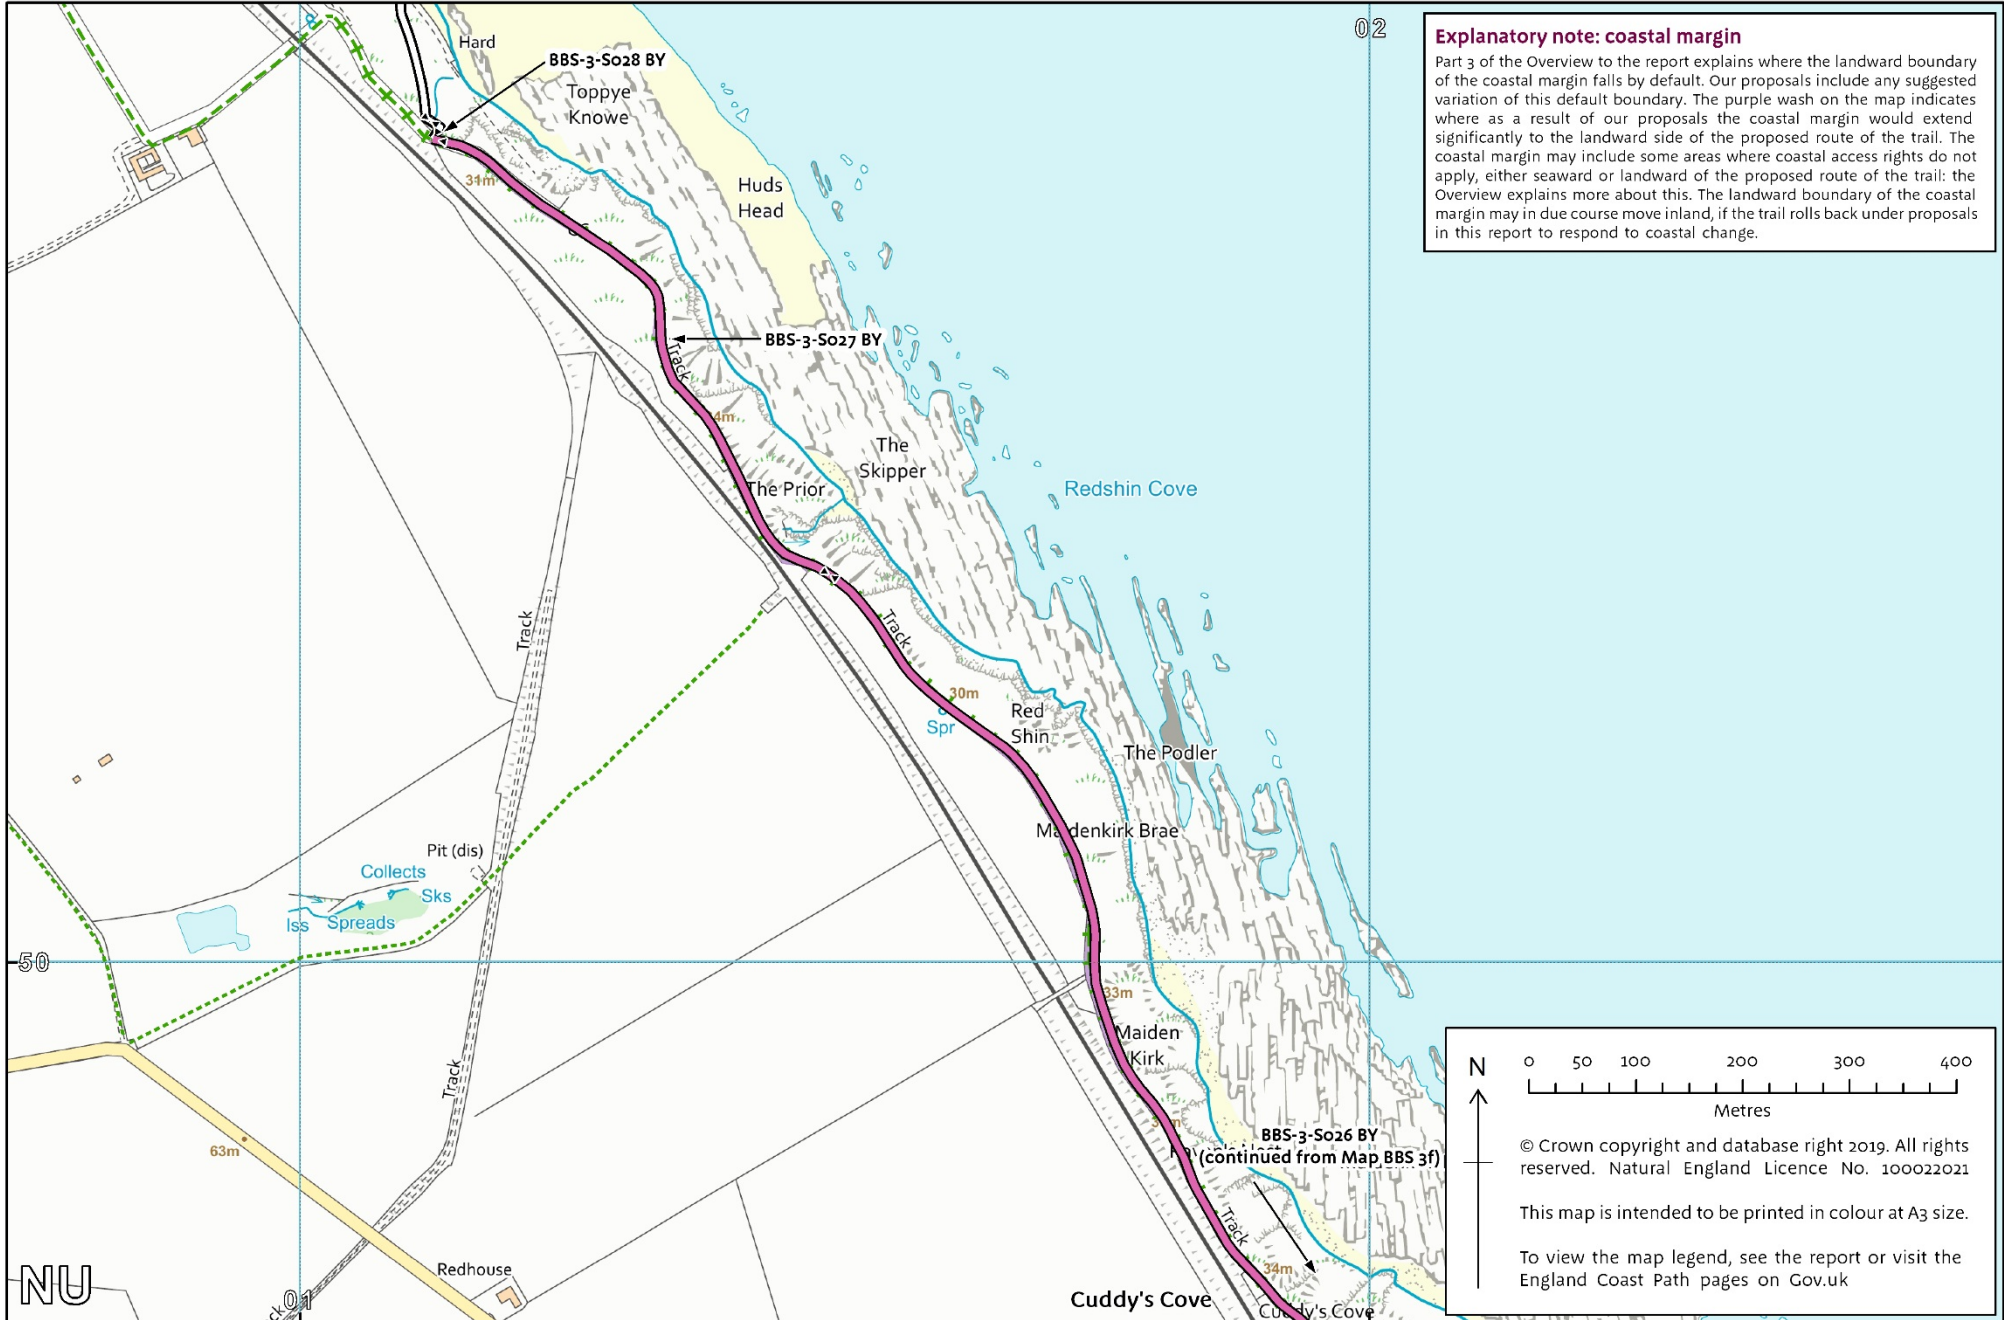 02
Explanatory note: coastal margin
Part 3 of the Overview to the report explains where the landward boundary
of the coastal margin falls by default. Our proposals include any suggested
variation of this default boundary. The purple wash on the map indicates
where as a result of our proposals the coastal margin would extend
significantly to the landward side of the proposed route of the trail. The
coastal margin may include some areas where coastal access rights do not
apply, either seaward or landward of the proposed route of the trail: the
Overview explains more about this. The landward boundary of the coastal
margin may in due course move inland, if the trail rolls back under proposals
in this report to respond to coastal change.
Hard
BBS-3-S028 BY
Toppye
Knowe
31m
Huds
Head
BBS-3-S027 BY
Track
The
Skipper
The Prior
Redshin Cove
Track
Track
30m
Spr
Red
Shin
The Podler
Maidenkirk Brae
Pit (dis)
Collects
Sks
Iss
Spreads
50
33m
Maiden
Kirk
Track
63m
BBS-3-S026 BY
(continued from Map BBS 3f)
Track
34m
Redhouse
NU
01
Cuddy's Cove
Cuddy's Cove
N
0 50 100 200 300 400
Metres
© Crown copyright and database right 2019. All rights
reserved. Natural England Licence No. 100022021
This map is intended to be printed in colour at A3 size.
To view the map legend, see the report or visit the
England Coast Path pages on Gov.uk